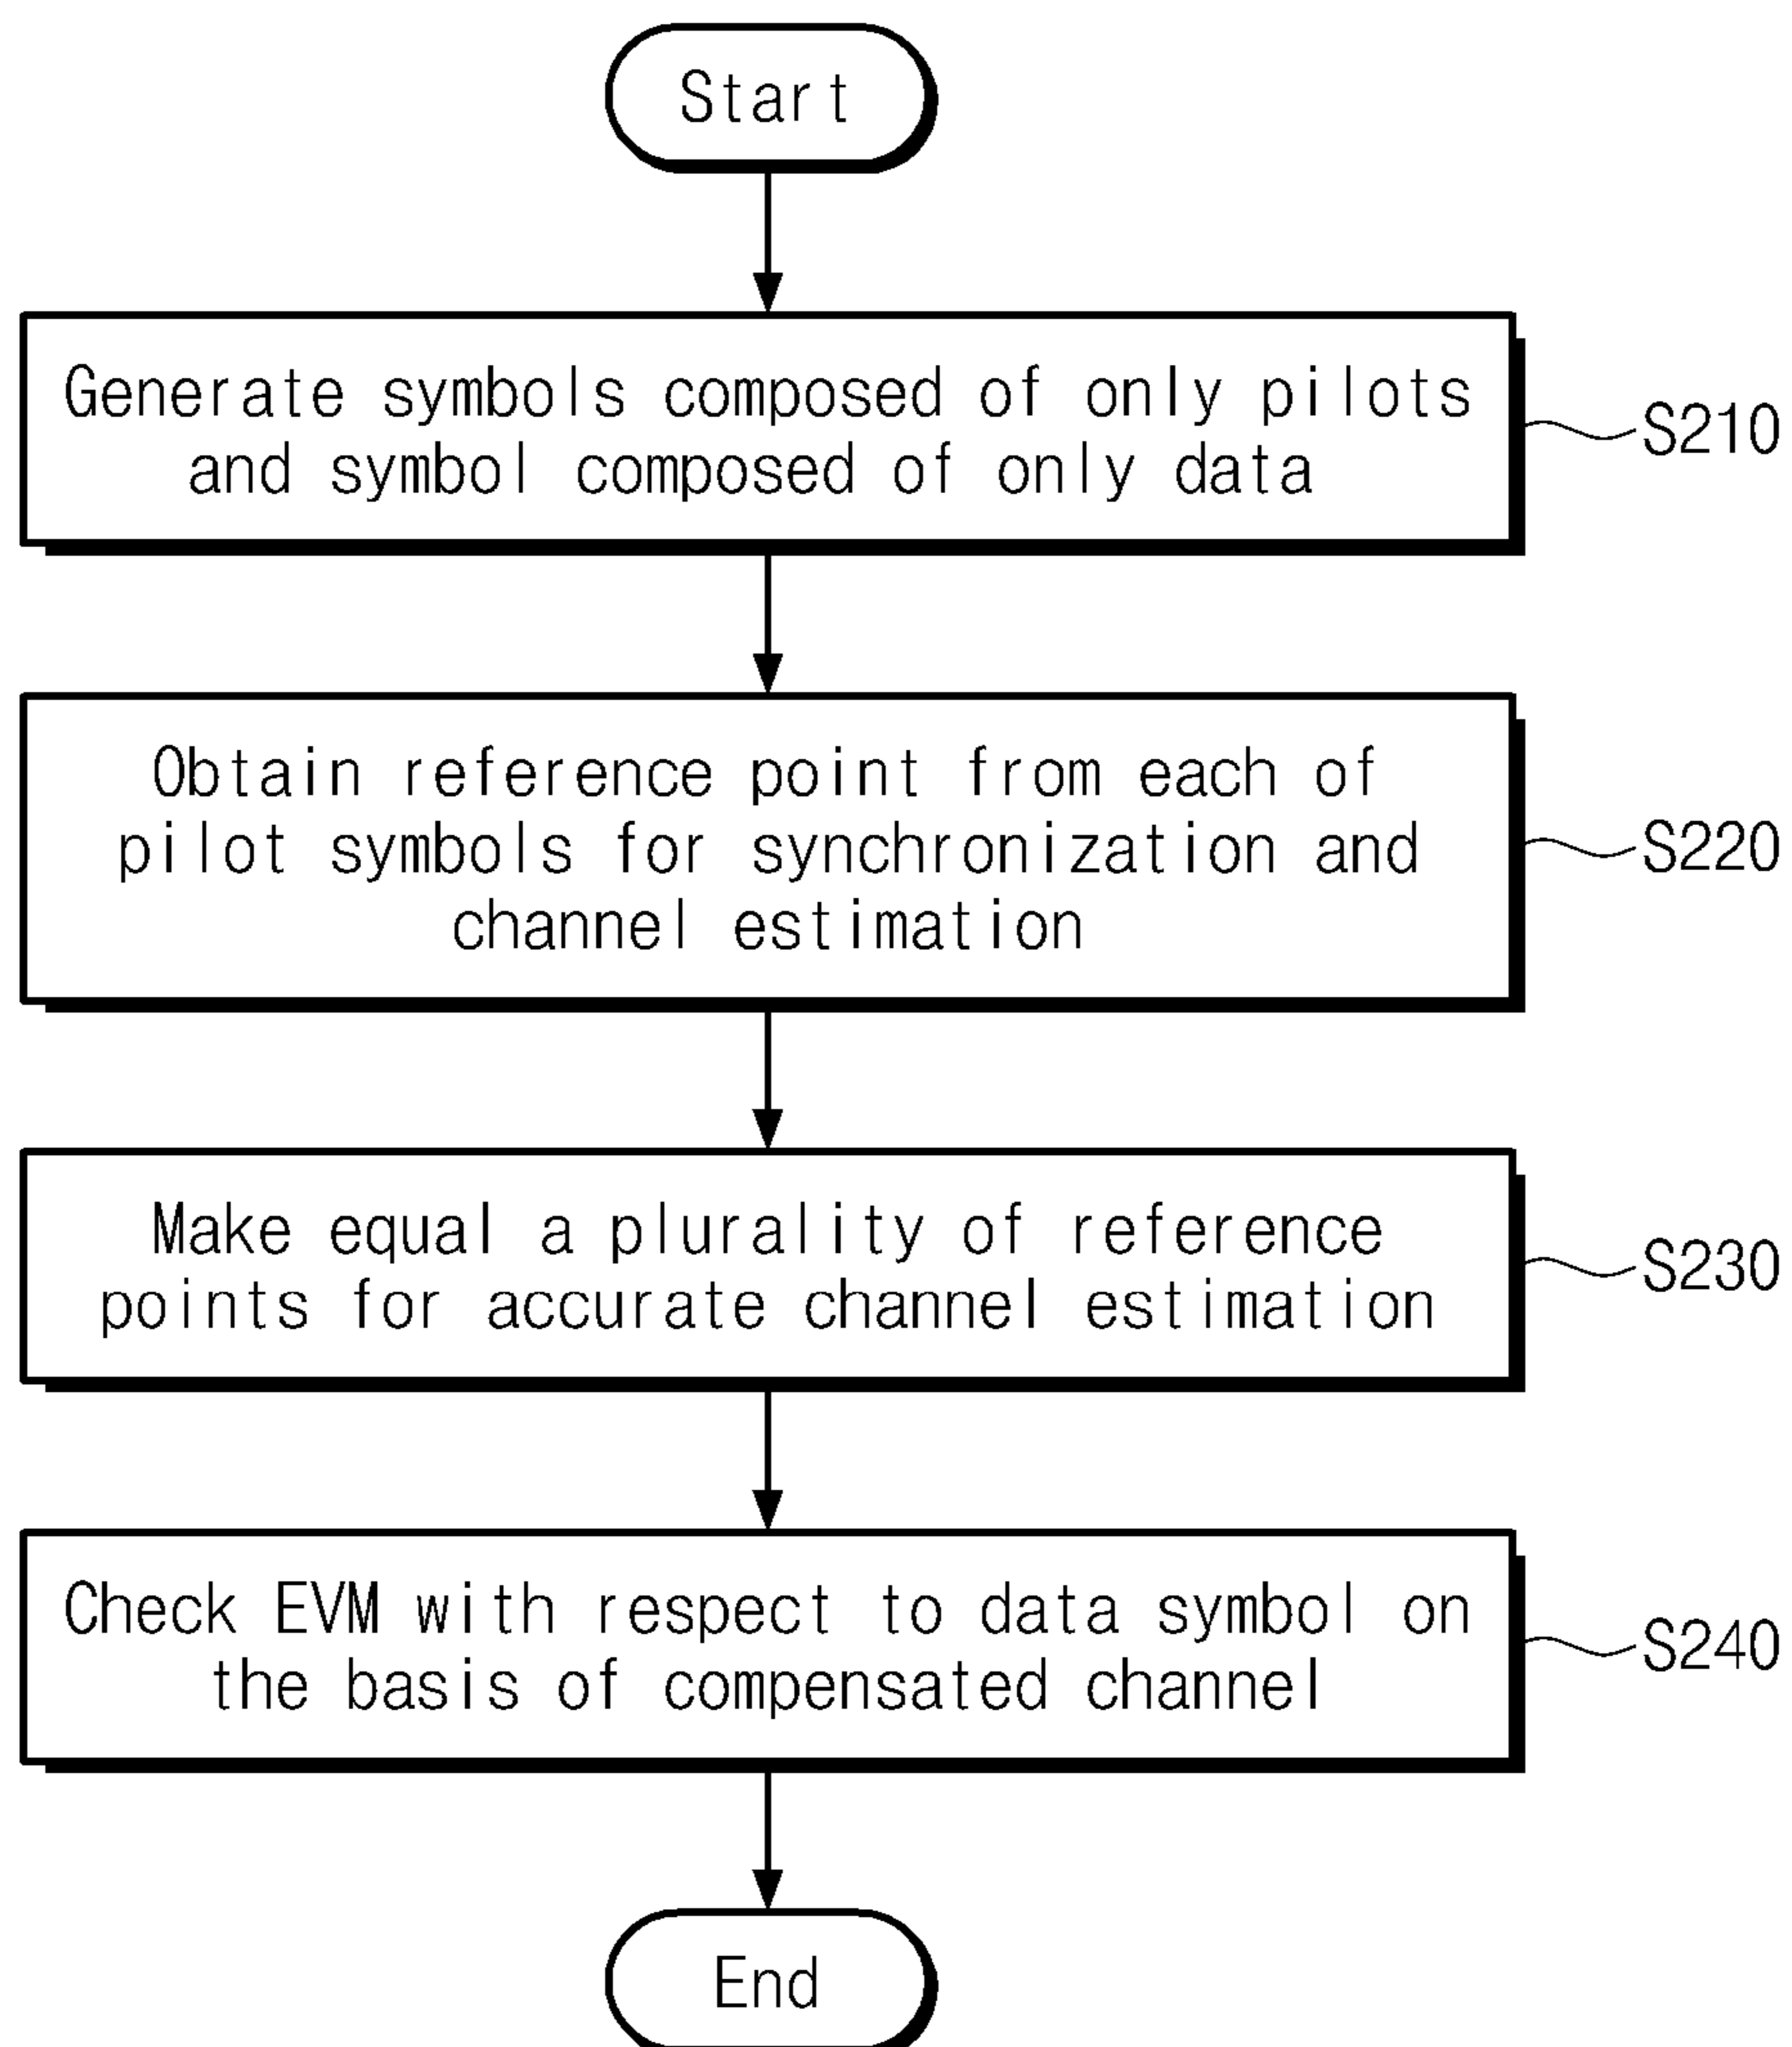 Start
Generate symbols composed of only pilots
and symbol composed of only data
S210
Obtain reference point from each of
pilot symbols for synchronization and
channel estimation
S220
Make equal a plurality of reference
points for accurate channel estimation
S230
Check EVM with respect to data symbol on
the basis of compensated channel
S240
End